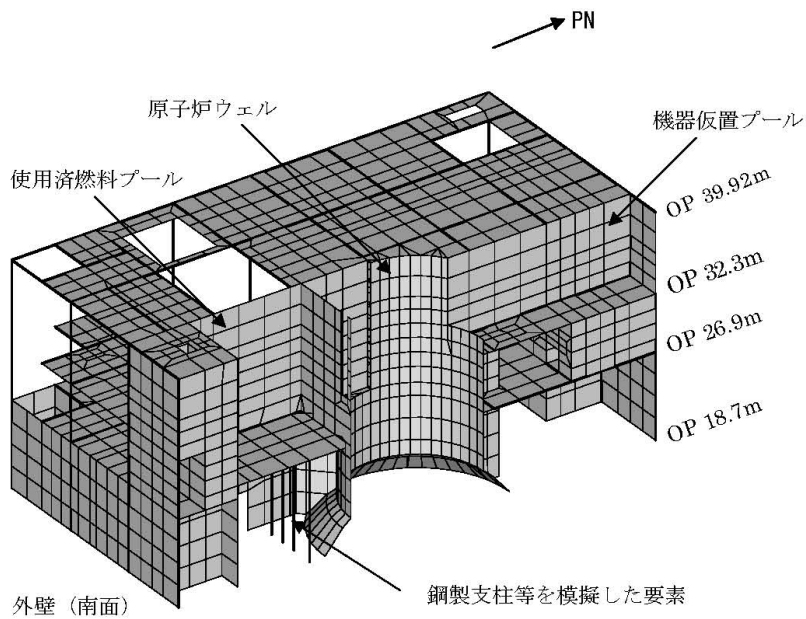 PN
原子炉ウェル
機器仮置プール
使用済燃料プール
OP 39.92m
OP 32.3m
OP 26.9m
OP 18.7m
鋼製支柱等を模擬した要素
外壁（南面）